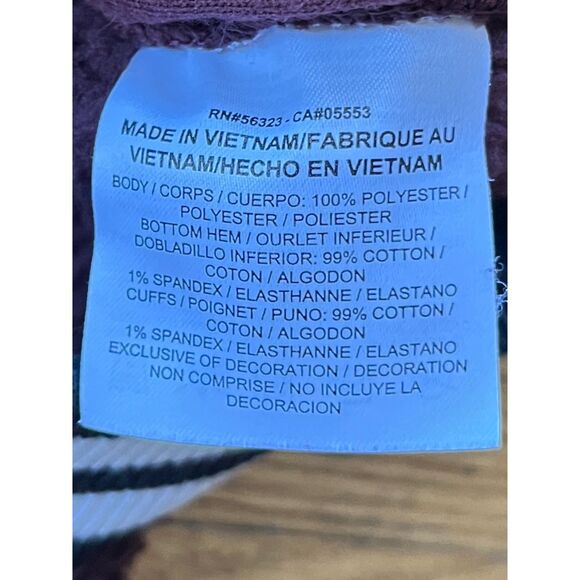 RN#56323 - CA#05553
MADE IN VIETNAM/FABRIQUE AU
VIETNAM/HECHO EN VIETNAM
BODY / CORPS / CUERPO: 100% POLYESTER /
POLYESTER / POLIESTER
BOTTOM HEM / OURLET INFERIEUR /
DOBLADILLO INFERIOR: 99% COTTON /
COTON / ALGODON
1% SPANDEX / ELASTHANNE / ELASTANO
CUFFS / POIGNET / PUNO: 99% COTTON /
COTON / ALGODON
1% SPANDEX / ELASTHANNE / ELASTANO
EXCLUSIVE OF DECORATION / DECORATION
NON COMPRISE / NO INCLUYE LA
DECORACION